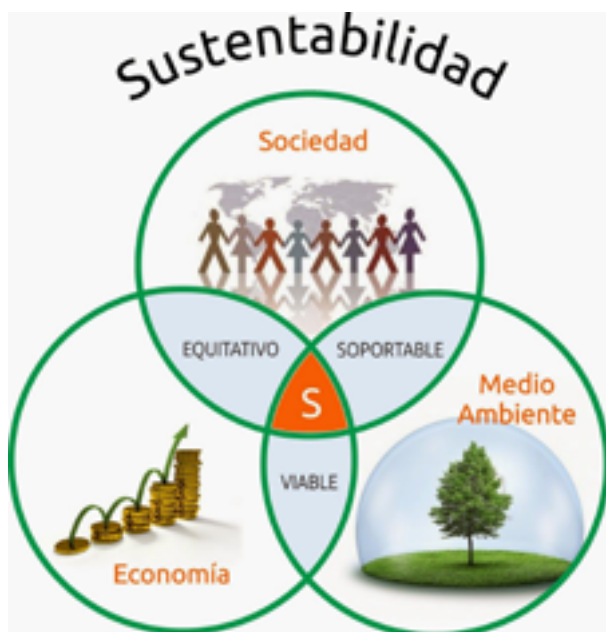 Sustentabilidad
Sociedad
EQUITATIVO
SOPORTABLE
S
Medio
Ambiente
VIABLE
Economía